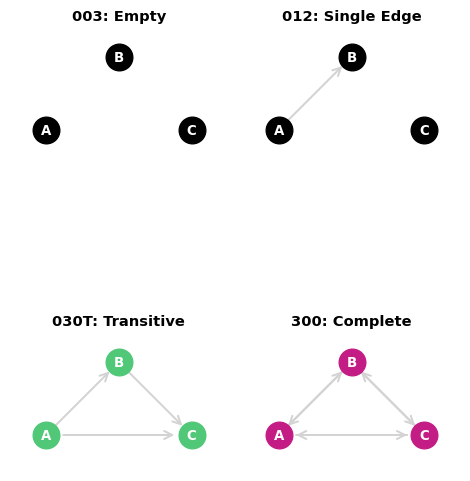 003: Empty
012: Single Edge
B
B
A
C
A
C
030T: Transitive
300: Complete
B
B
A
C
A
C